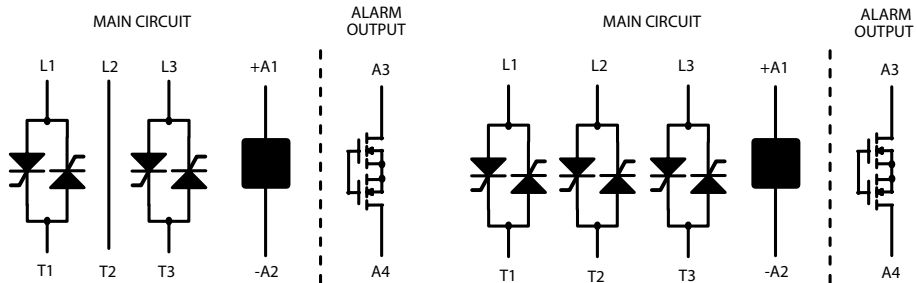 MAIN CIRCUIT
ALARM
OUTPUT
L1 L2 L3 +A1 A3
T1 T2 T3 -A2 A4
MAIN CIRCUIT
ALARM
OUTPUT
L1 L2 L3 +A1 A3
T1 T2 T3 -A2 A4